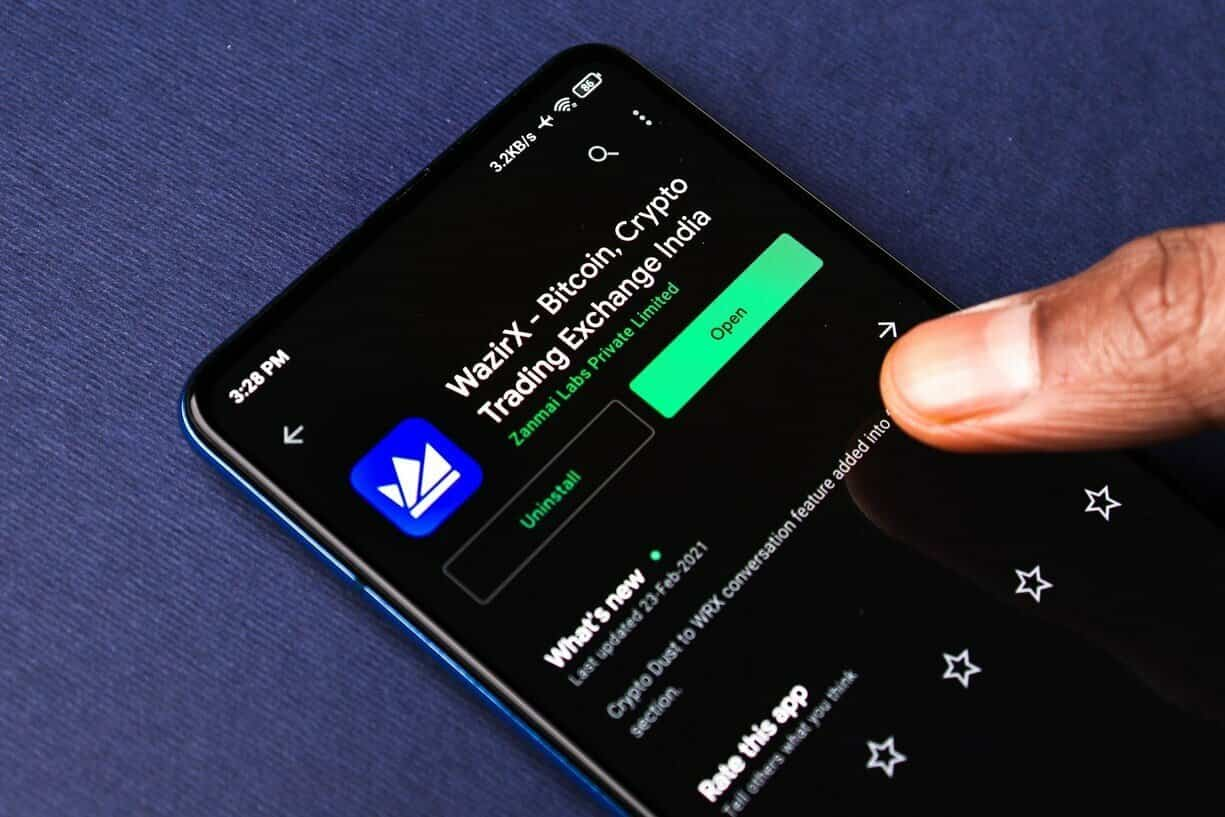 3:28 PM
3.2KB/s
86
WazirX - Bitcoin, Crypto
Trading Exchange India
Zanmai Labs Private Limited
Uninstall
Open
What's new
Last updated 23-Feb-2021
Crypto Dust to WRX conversation feature added into
section.
Rate this app
Tell others what you think